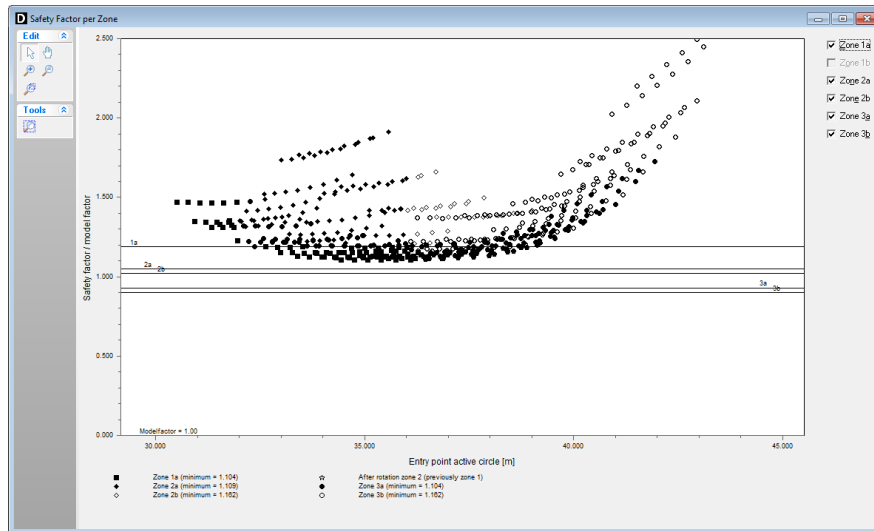 D Safety Factor per Zone
Edit
Tools
Safety factor / model factor
2.500
2.000
1.500
1.000
0.500
0.000
1a
2a
2b
3a
3b
Modelfactor = 1.00
30.000 35.000 40.000 45.000
Entry point active circle [m]
Zone 1a (minimum = 1.104)
Zone 2a (minimum = 1.109)
Zone 2b (minimum = 1.162)
After rotation zone 2 (previously zone 1)
Zone 3a (minimum = 1.104)
Zone 3b (minimum = 1.162)
Zone 1a
Zone 1b
Zone 2a
Zone 2b
Zone 3a
Zone 3b